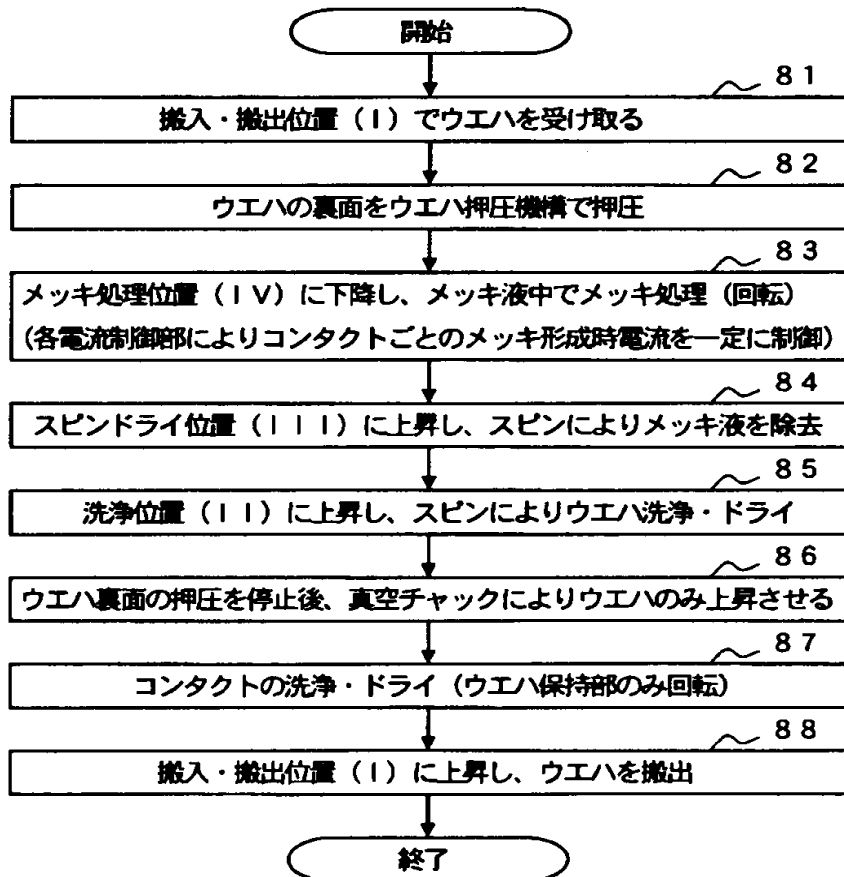 開始
81
搬入・搬出位置(I)でウエハを受け取る
82
ウエハの裏面をウエハ押圧機構で押圧
83
メッキ処理位置(IV)に下降し、メッキ液中でメッキ処理(回転)
(各電流制御部によりコンタクトごとのメッキ形成時電流を一定に制御)
84
スピンドライ位置(III)に上昇し、スピンによりメッキ液を除去
85
洗浄位置(II)に上昇し、スピンによりウエハ洗浄・ドライ
86
ウエハ裏面の押圧を停止後、真空チャックによりウエハのみ上昇させる
87
コンタクトの洗浄・ドライ(ウエハ保持部のみ回転)
88
搬入・搬出位置(I)に上昇し、ウエハを搬出
終了